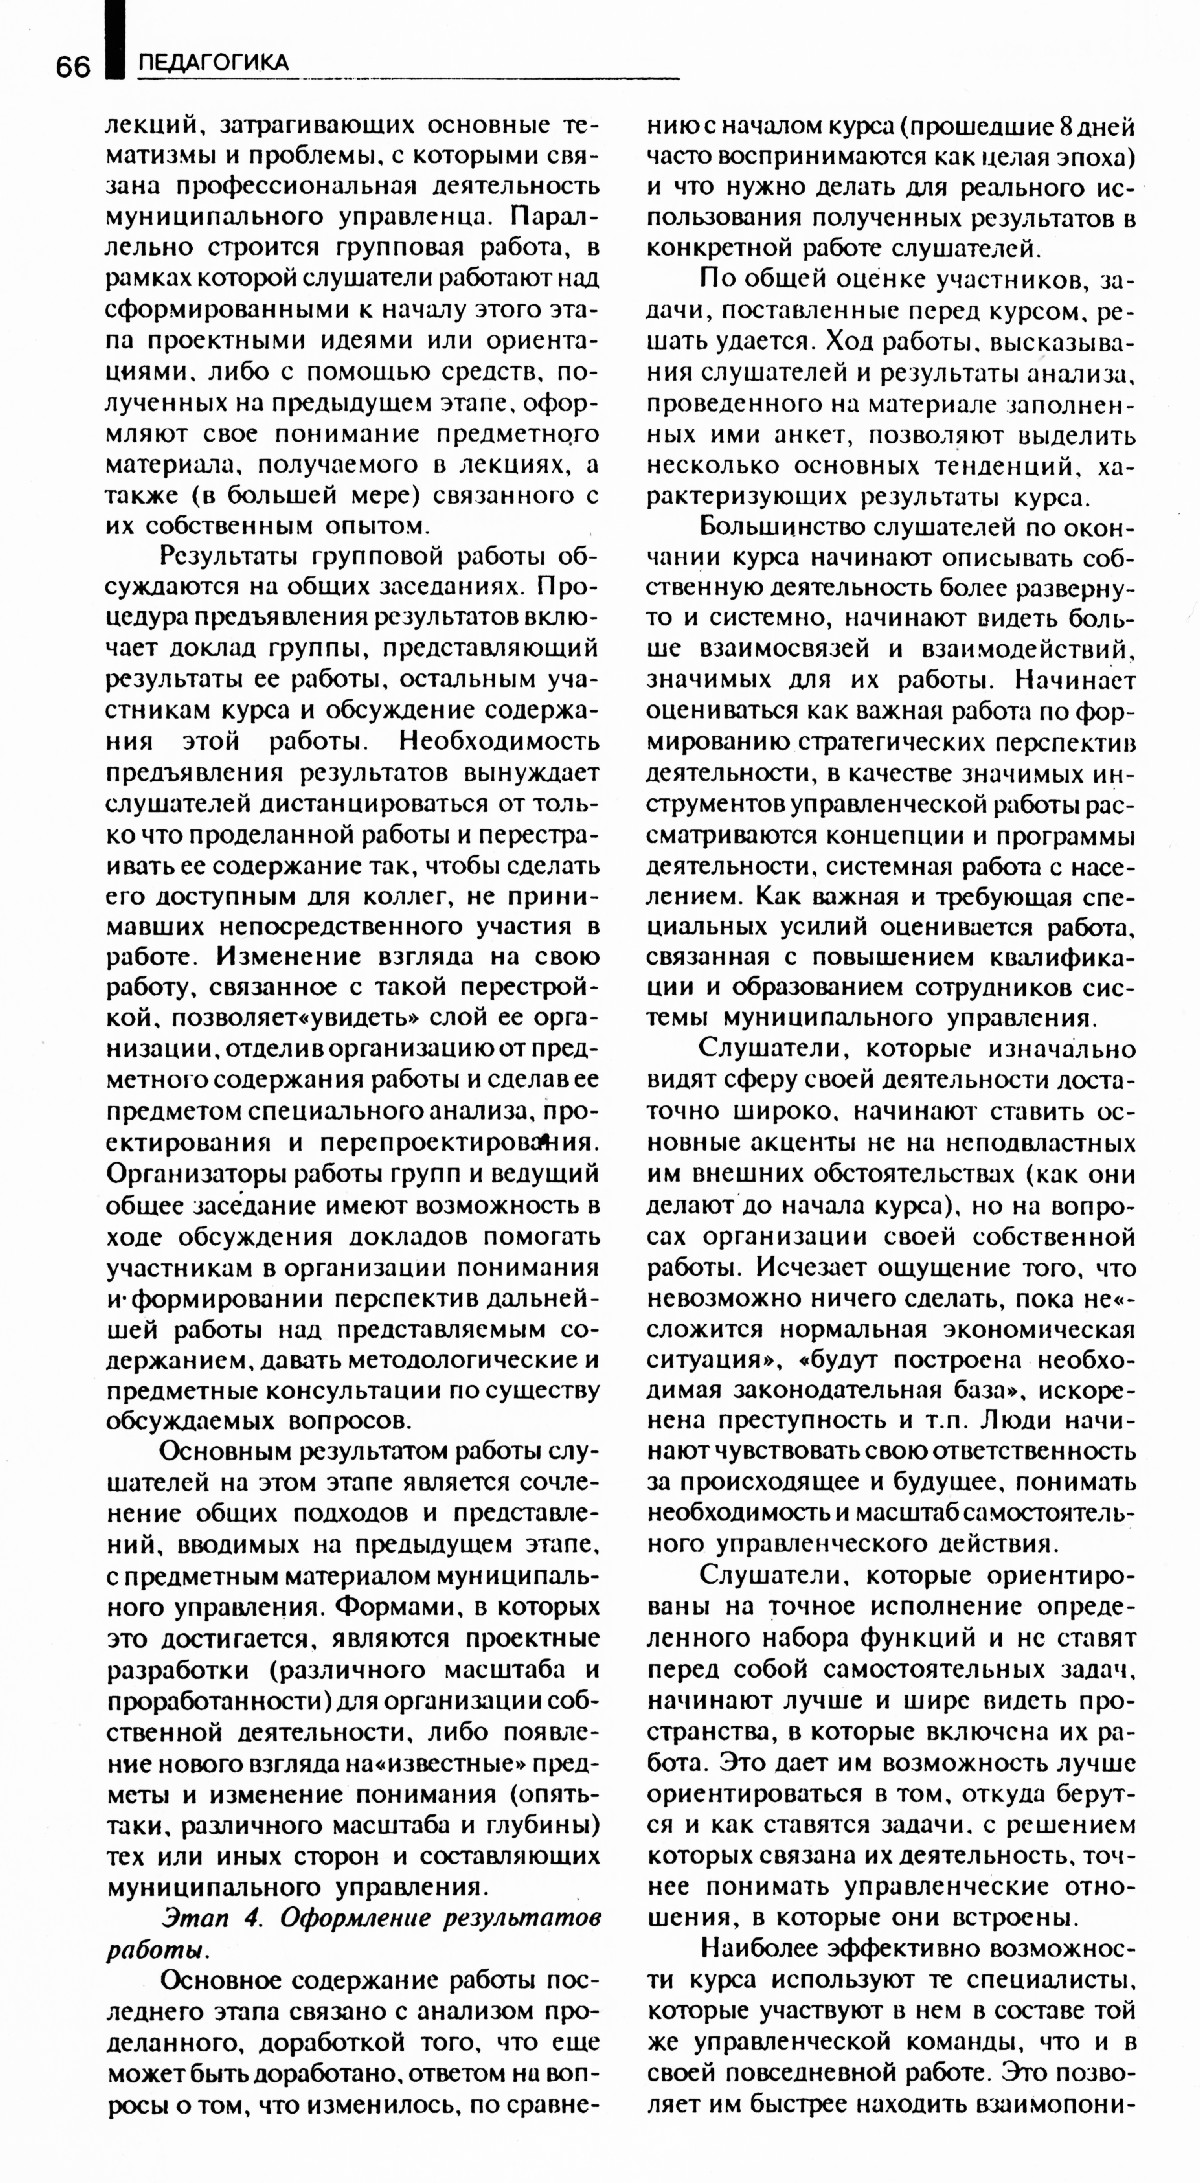 66
ПЕДАГОГИКА
лекций, затрагивающих основные те-
матизмы и проблемы, с которыми свя-
зана профессиональная деятельность
муниципального управленца. Парал-
лельно строится групповая работа, в
рамках которой слушатели работают над
сформированными к началу этого эта-
па проектными идеями или ориента-
циями, либо с помощью средств, по-
лученных на предыдущем этапе, офор-
мляют свое понимание предметного
материала, получаемого в лекциях, а
также (в большей мере) связанного с
их собственным опытом.
Результаты групповой работы об-
суждаются на общих заседаниях. Про-
цедура предъявления результатов вклю-
чает доклад группы, представляющий
результаты ее работы, остальным уча-
стникам курса и обсуждение содержа-
ния этой работы. Необходимость
предъявления результатов вынуждает
слушателей дистанцироваться от толь-
ко что проделанной работы и перестра-
ивать ее содержание так, чтобы сделать
его доступным для коллег, не прини-
мавших непосредственного участия в
работе. Изменение взгляда на свою
работу, связанное с такой перестрой-
кой, позволяет«увидеть» слой ее орга-
низации, отделив организацию от пред-
метного содержания работы и сделав ее
предметом специального анализа, про-
ектирования и перепроектирования.
Организаторы работы групп и ведущий
общее заседание имеют возможность в
ходе обсуждения докладов помогать
участникам в организации понимания
и формировании перспектив дальней-
шей работы над представляемым со-
держанием, давать методологические и
предметные консультации по существу
обсуждаемых вопросов.
Основным результатом работы слу-
шателей на этом этапе является сочле-
нение общих подходов и представле-
ний, вводимых на предыдущем этапе,
с предметным материалом муниципаль-
ного управления. Формами, в которых
это достигается, являются проектные
разработки (различного масштаба и
проработанности) для организации соб-
ственной деятельности, либо появле-
ние нового взгляда на«известные» пред-
меты и изменение понимания (опять-
таки, различного масштаба и глубины)
тех или иных сторон и составляющих
муниципального управления.
Этап 4. Оформление результатов
работы.
Основное содержание работы пос-
леднего этапа связано с анализом про-
деланного, доработкой того, что еще
может быть доработано, ответом на воп-
росы о том, что изменилось, по сравне-
нию с началом курса (прошедшие 8 дней
часто воспринимаются как целая эпоха)
и что нужно делать для реального ис-
пользования полученных результатов в
конкретной работе слушателей.
По общей оценке участников, за-
дачи, поставленные перед курсом, ре-
шать удается. Ход работы, высказыва-
ния слушателей и результаты анализа,
проведенного на материале заполнен-
ных ими анкет, позволяют выделить
несколько основных тенденций, ха-
рактеризующих результаты курса.
Большинство слушателей по окон-
чании курса начинают описывать соб-
ственную деятельность более разверну-
то и системно, начинают видеть боль-
ше взаимосвязей и взаимодействий,
значимых для их работы. Начинает
оцениваться как важная работа по фор-
мированию стратегических перспектив
деятельности, в качестве значимых ин-
струментов управленческой работы рас-
сматриваются концепции и программы
деятельности, системная работа с насе-
лением. Как важная и требующая спе-
циальных усилий оценивается работа,
связанная с повышением квалифика-
ции и образованием сотрудников сис-
темы муниципального управления.
Слушатели, которые изначально
видят сферу своей деятельности доста-
точно широко, начинают ставить ос-
новные акценты не на неподвластных
им внешних обстоятельствах (как они
делают до начала курса), но на вопро-
сах организации своей собственной
работы. Исчезает ощущение того, что
невозможно ничего сделать, пока не«-
сложится нормальная экономическая
ситуация», «будут построена необхо-
димая законодательная база», искоре-
нена преступность и т.п. Люди начи-
нают чувствовать свою ответственность
за происходящее и будущее, понимать
необходимость и масштаб самостоятель-
ного управленческого действия.
Слушатели, которые ориентиро-
ваны на точное исполнение опреде-
ленного набора функций и не ставят
перед собой самостоятельных задач,
начинают лучше и шире видеть про-
странства, в которые включена их ра-
бота. Это дает им возможность лучше
ориентироваться в том, откуда берут-
ся и как ставятся задачи, с решением
которых связана их деятельность, точ-
нее понимать управленческие отно-
шения, в которые они встроены.
Наиболее эффективно возможнос-
ти курса используют те специалисты,
которые участвуют в нем в составе той
же управленческой команды, что и в
своей повседневной работе. Это позво-
ляет им быстрее находить взаимопони-